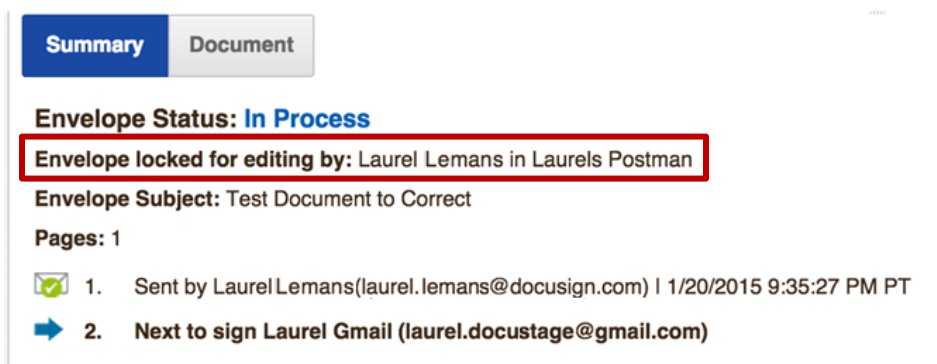 Summary Document
Envelope Status: In Process
Envelope locked for editing by: Laurel Lemans in Laurels Postman
Envelope Subject: Test Document to Correct
Pages: 1
1. Sent by Laurel Lemans(laurel.lemans@docusign.com) | 1/20/2015 9:35:27 PM PT
2. Next to sign Laurel Gmail (laurel.docustage@gmail.com)